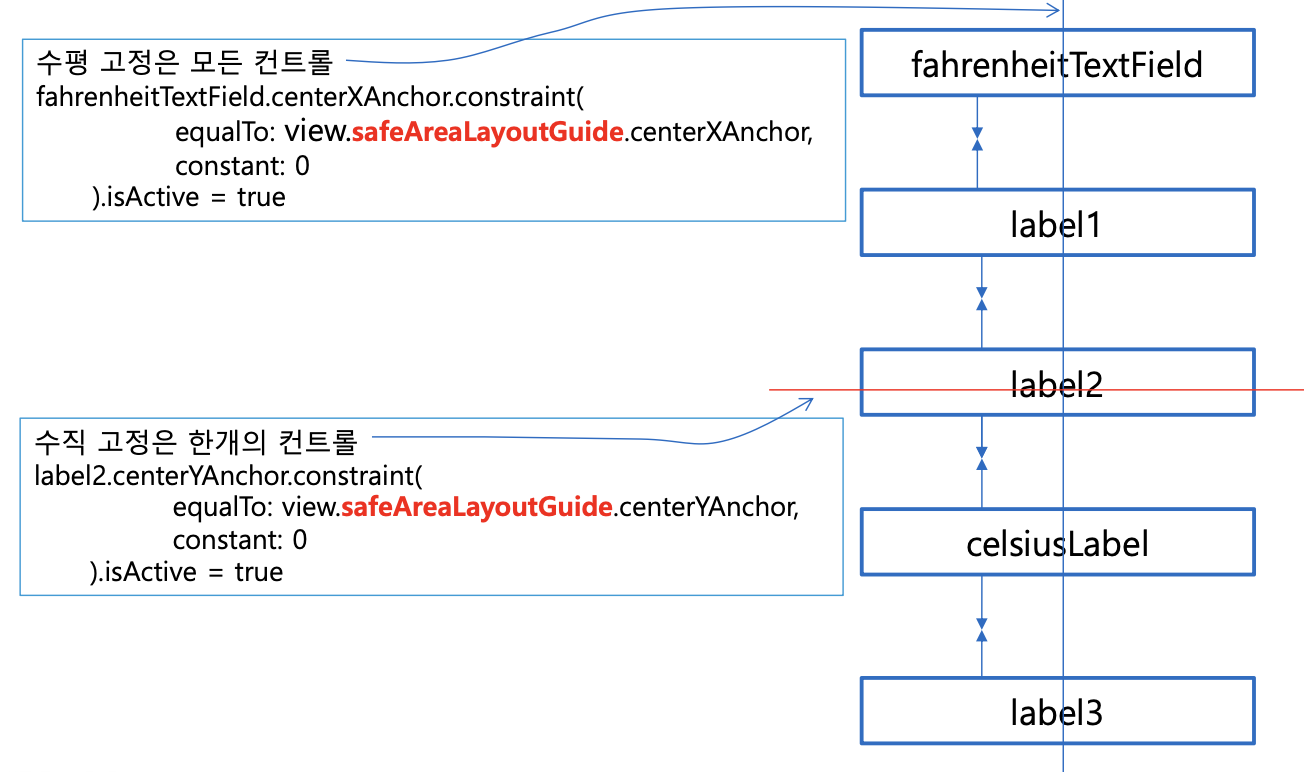 수평 고정은 모든 컨트롤
fahrenheitTextField.centerXAnchor.constraint(
equalTo: view.safeAreaLayoutGuide.centerXAnchor,
constant: 0
).isActive = true
fahrenheitTextField
label1
label2
수직 고정은 한개의 컨트롤
label2.centerYAnchor.constraint(
equalTo: view.safeAreaLayoutGuide.centerYAnchor,
constant: 0
).isActive = true
celsiusLabel
label3